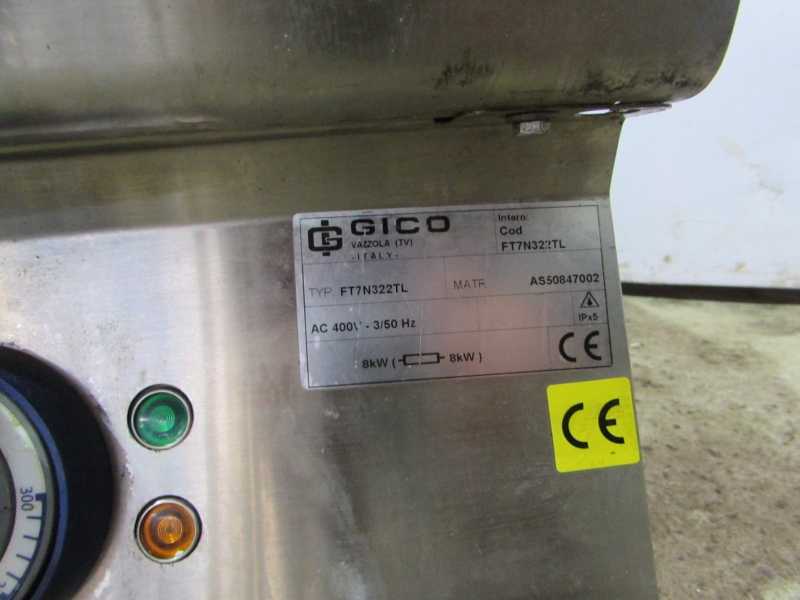 GICO
VAZZOLA (TV)
-ITALY-
Intern:
Cod
FT7N322TL
TYP. FT7N322TL MATR. AS50847002
AC 400V - 3/50 Hz
IPx5
8kW ( 8kW )
CE
CE
300